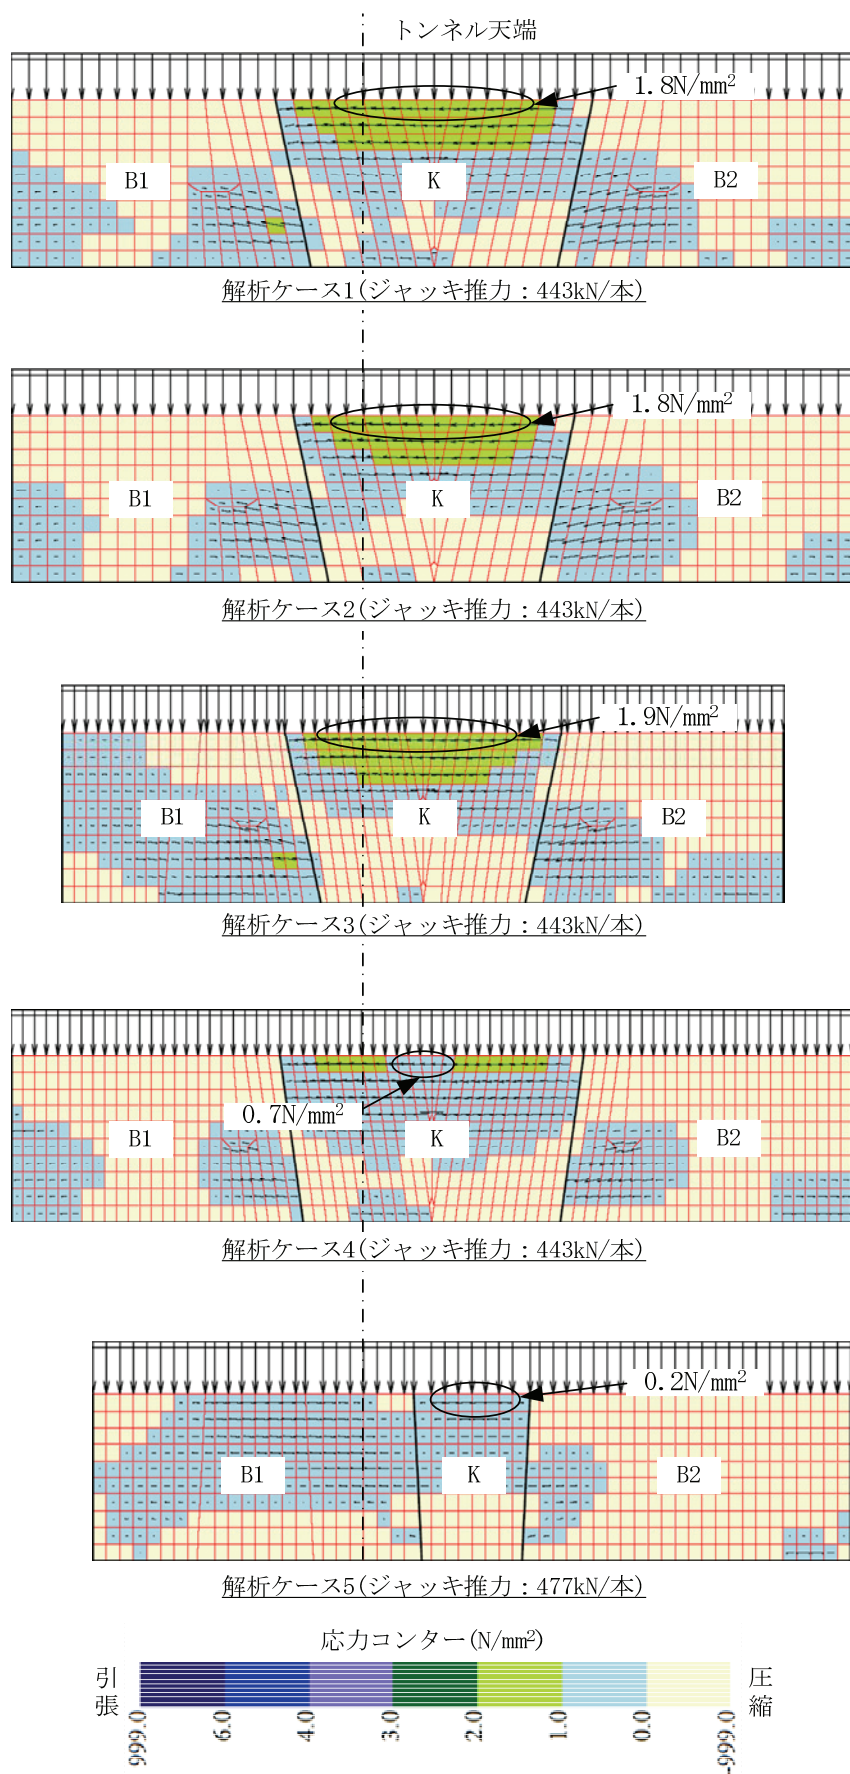 トンネル天端
1.8N/mm²
B1
K
B2
解析ケース1(ジャッキ推力：443kN/本)
1.8N/mm²
B1
K
B2
解析ケース2(ジャッキ推力：443kN/本)
1.9N/mm²
B1
K
B2
解析ケース3(ジャッキ推力：443kN/本)
0.7N/mm²
B1
K
B2
解析ケース4(ジャッキ推力：443kN/本)
0.2N/mm²
B1
K
B2
解析ケース5(ジャッキ推力：477kN/本)
応力コンター(N/mm²)
引張
圧縮
999.0 6.0 4.0 3.0 2.0 1.0 0.0 -999.0